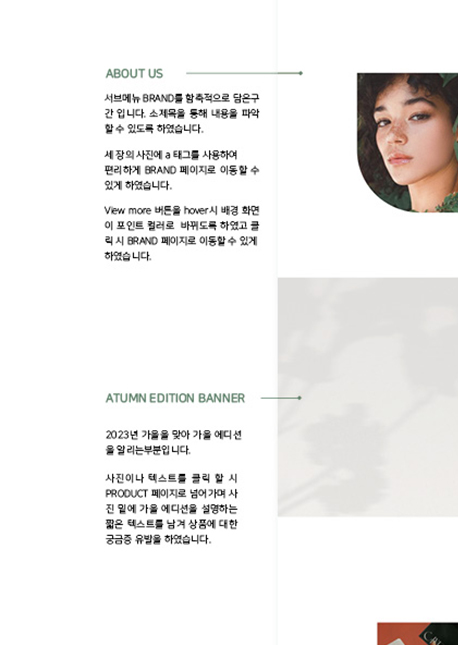 ABOUT US
서브메뉴 BRAND를 함축적으로 담은구
간 입니다. 소제목을 통해 내용을 파악
할 수 있도록 하였습니다.
세 장의 사진에 a 태그를 사용하여
편리하게 BRAND 페이지로 이동할 수
있게 하였습니다.
View more 버튼을 hover시 배경 화면
이 포인트 컬러로 바뀌도록 하였고 클
릭 시 BRAND 페이지로 이동할 수 있게
하였습니다.
ATUMN EDITION BANNER
2023년 가을을 맞아 가을 에디션
을 알리는부분입니다.
사진이나 텍스트를 클릭 할 시
PRODUCT 페이지로 넘어가며 사
진 밑에 가을 에디션을 설명하는
짧은 텍스트를 남겨 상품에 대한
궁금증 유발을 하였습니다.